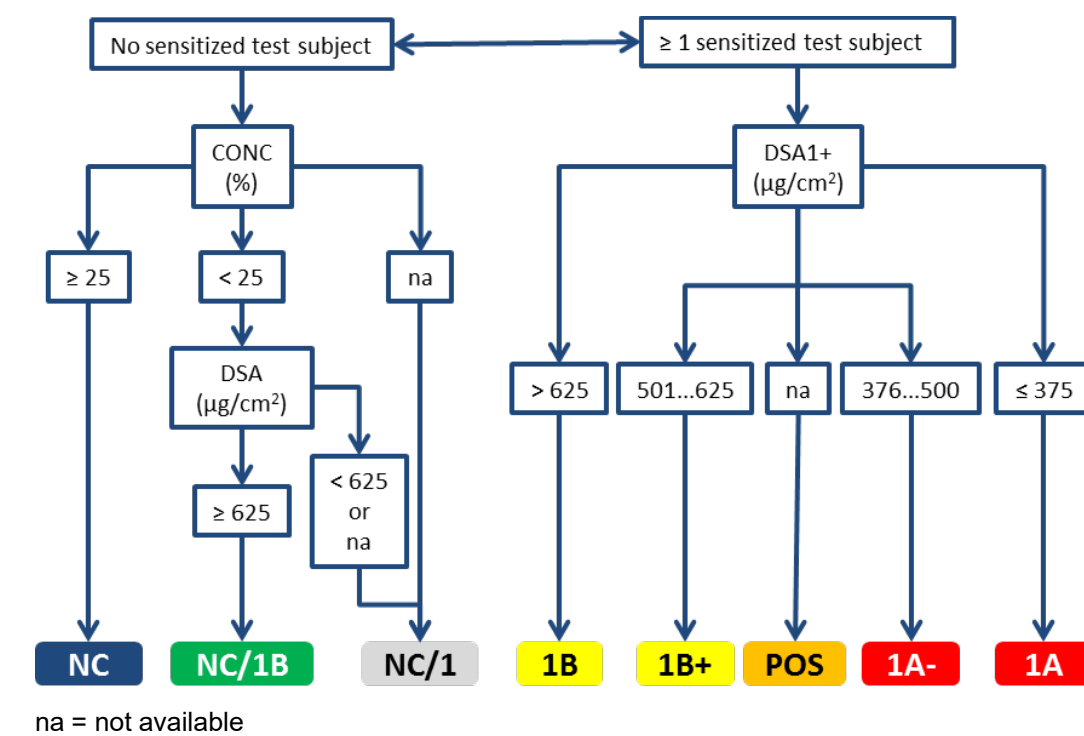 No sensitized test subject
≥ 1 sensitized test subject
CONC
(%)
DSA1+
(µg/cm²)
≥ 25
< 25
na
DSA
(µg/cm²)
> 625
501…625
na
376…500
≤ 375
< 625
or
na
≥ 625
NC
NC/1B
NC/1
1B
1B+
POS
1A-
1A
na = not available